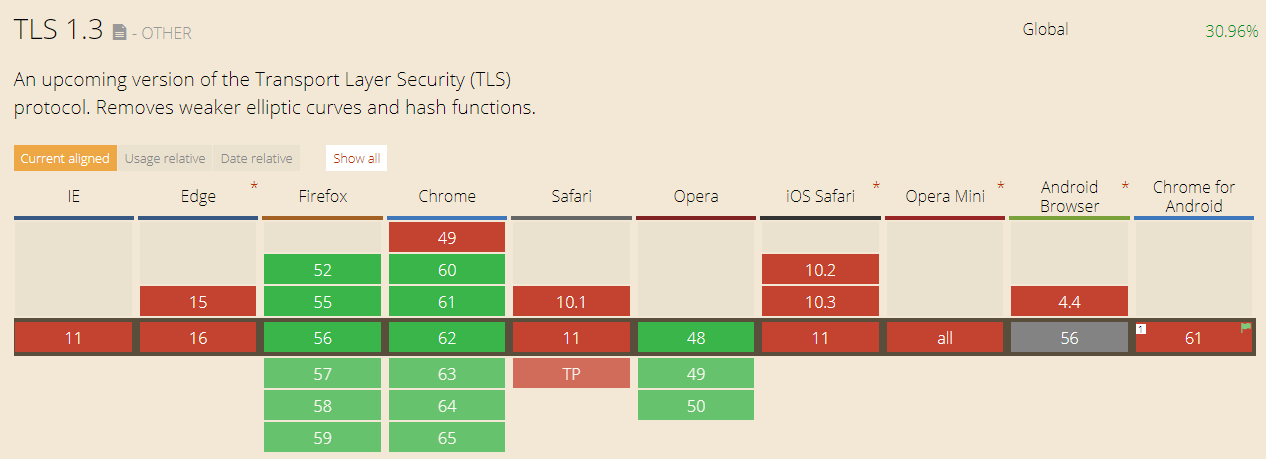 TLS 1.3 - OTHER
Global 30.96%
An upcoming version of the Transport Layer Security (TLS)
protocol. Removes weaker elliptic curves and hash functions.
Current aligned Usage relative Date relative Show all
IE Edge * Firefox Chrome Safari Opera iOS Safari * Opera Mini * Android Browser * Chrome for Android
49
52 60 10.2
15 55 61 10.1 10.3 4.4
11 16 56 62 11 48 11 all 56 1 61
57 63 TP 49
58 64 50
59 65